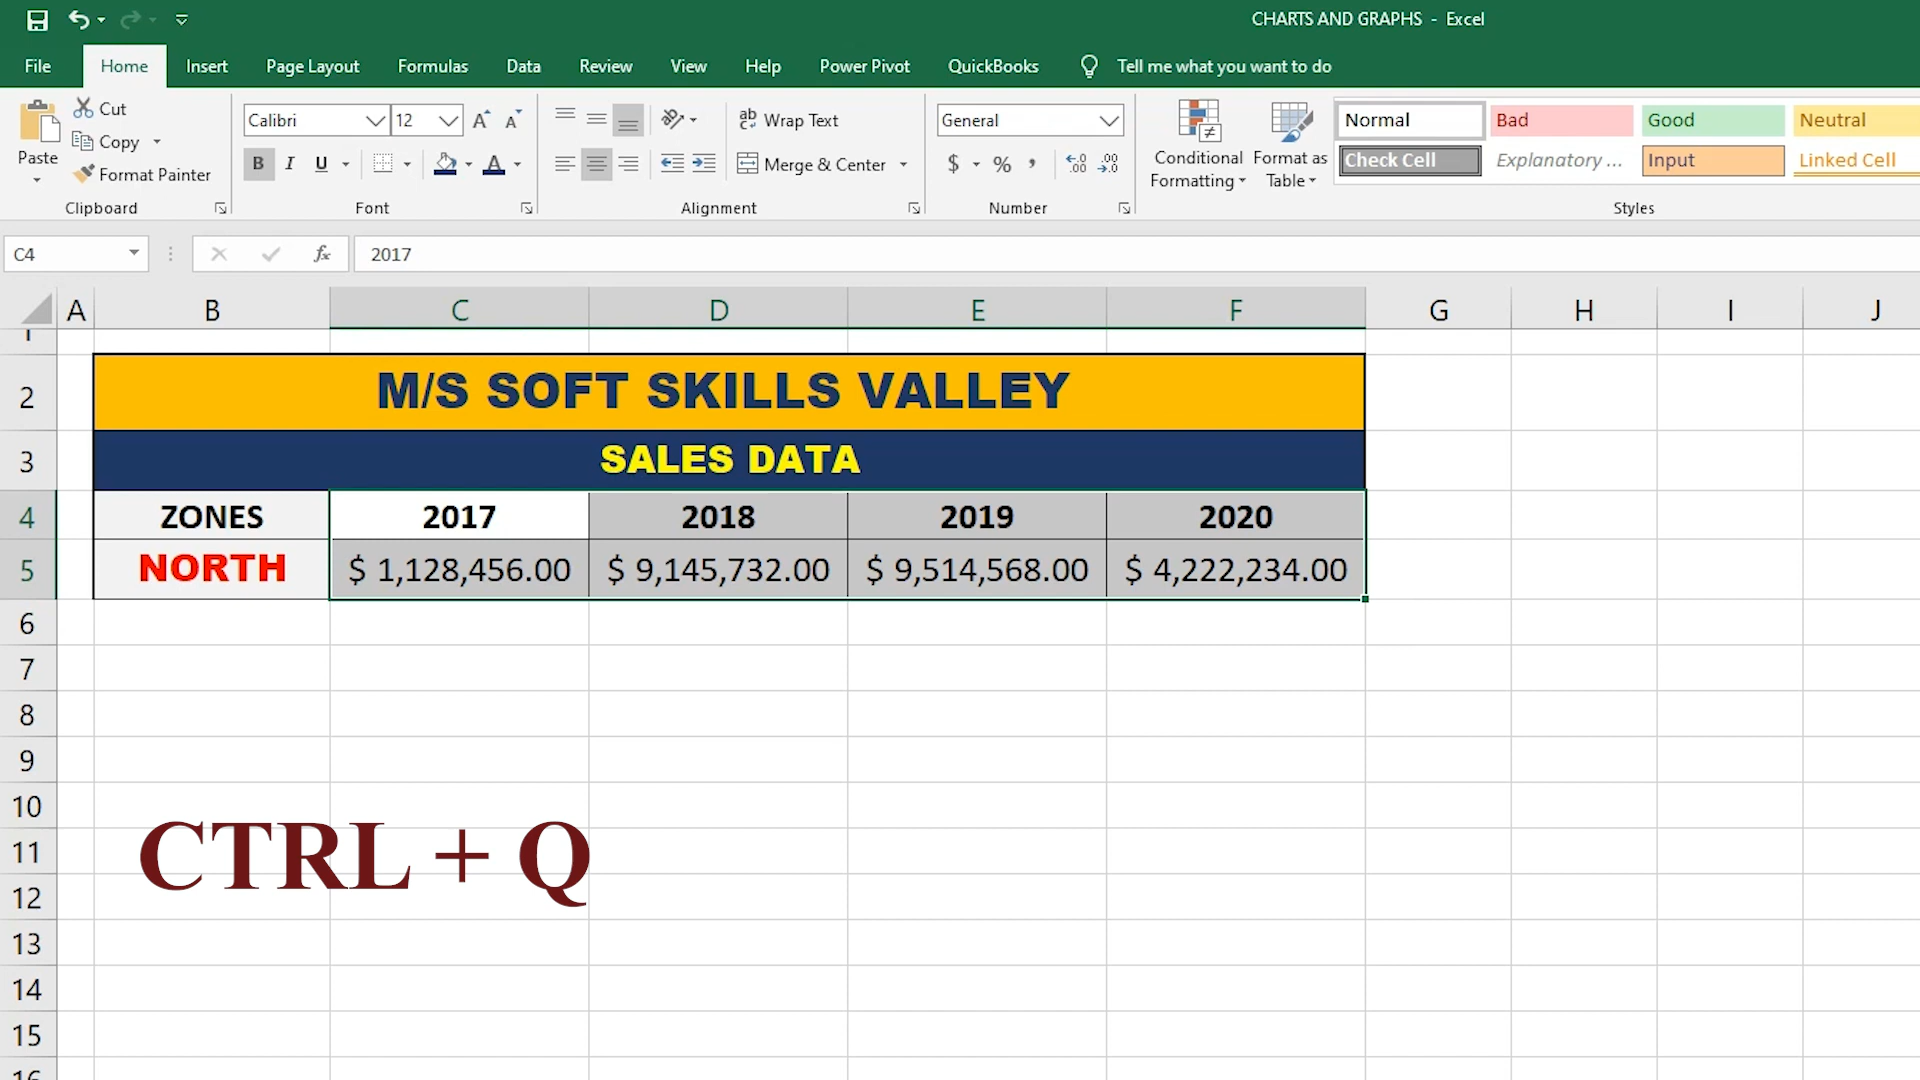 CHARTS AND GRAPHS - Excel
File Home Insert Page Layout Formulas Data Review View Help Power Pivot QuickBooks Tell me what you want to do
Paste
Cut
Copy
Format Painter
Clipboard
Calibri 12
B I U
Font
Wrap Text
Merge & Center
Alignment
General
$ % ,
Number
Conditional Formatting
Format as Table
Normal Bad Good Neutral
Check Cell Explanatory ... Input Linked Cell
Styles
C4 fx 2017
A B C D E F G H I J
1
2 M/S SOFT SKILLS VALLEY
3 SALES DATA
4 ZONES 2017 2018 2019 2020
5 NORTH $ 1,128,456.00 $ 9,145,732.00 $ 9,514,568.00 $ 4,222,234.00
6
7
8
9
10
11 CTRL + Q
12
13
14
15
16